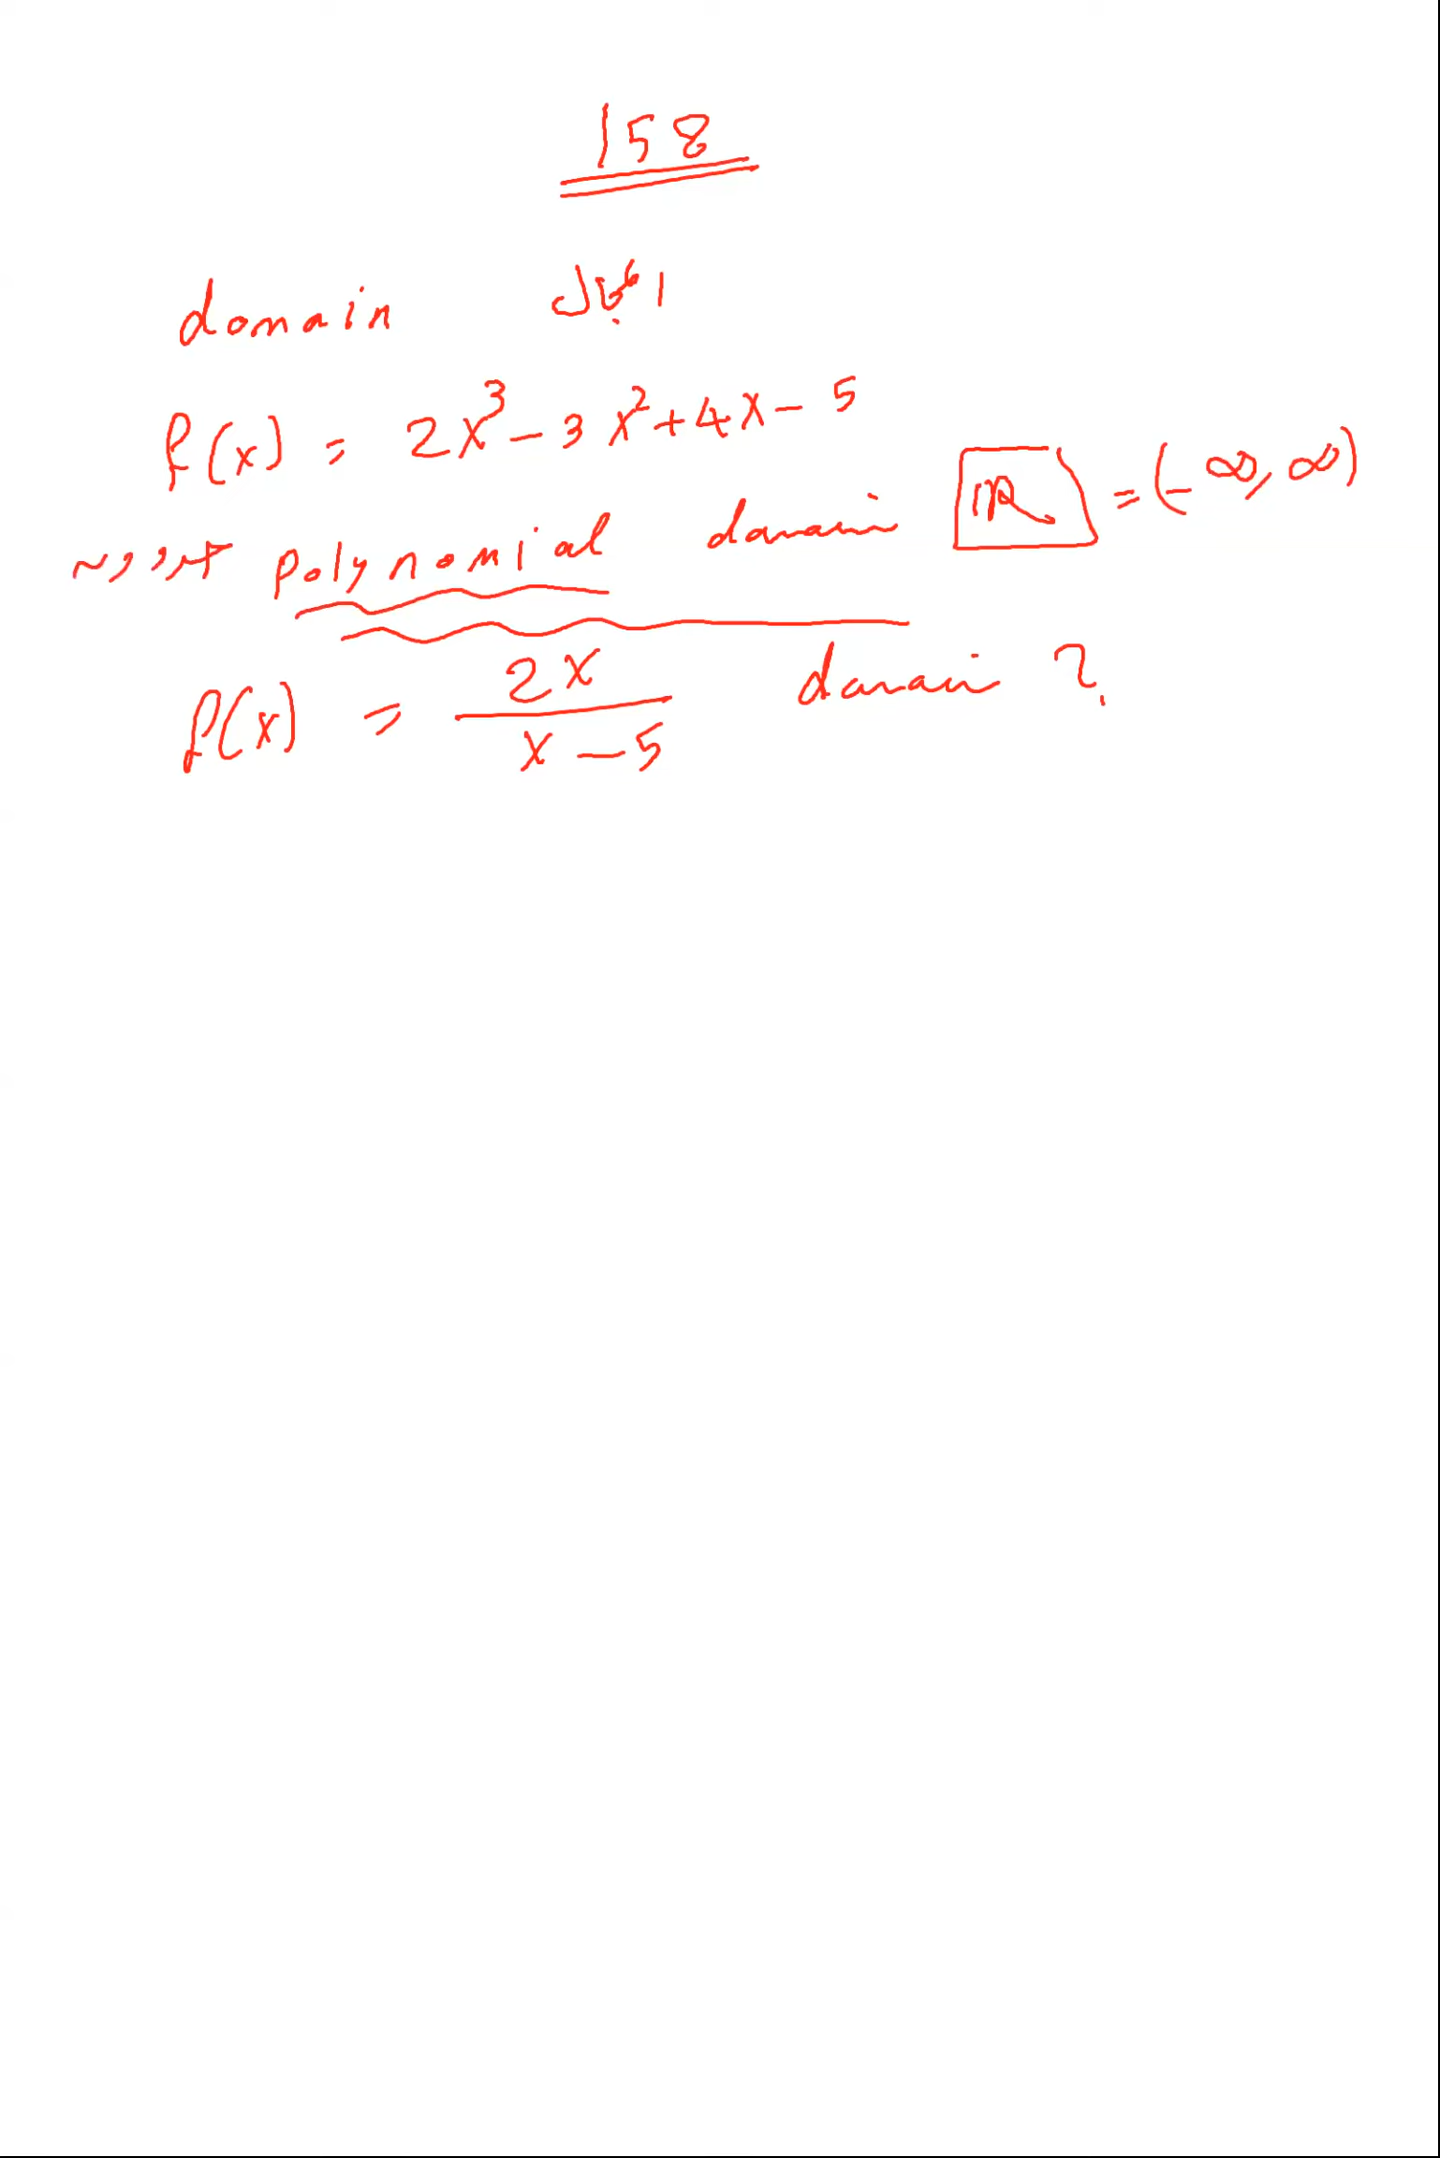 158
domain المجال
f(x) = 2x³ - 3x² + 4x - 5
polynomial domain ℝ = (-∞, ∞)
f(x) = 2x / (x - 5) domain ?